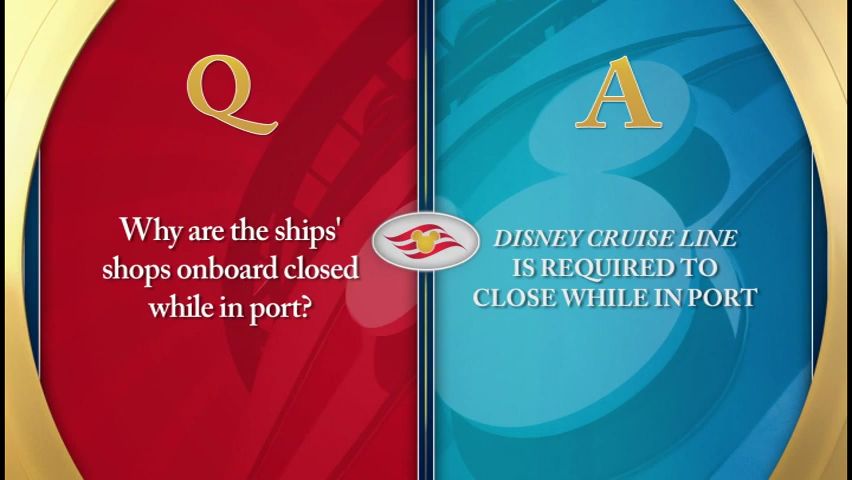 Q
Why are the ships'
shops onboard closed
while in port?
A
DISNEY CRUISE LINE
IS REQUIRED TO
CLOSE WHILE IN PORT